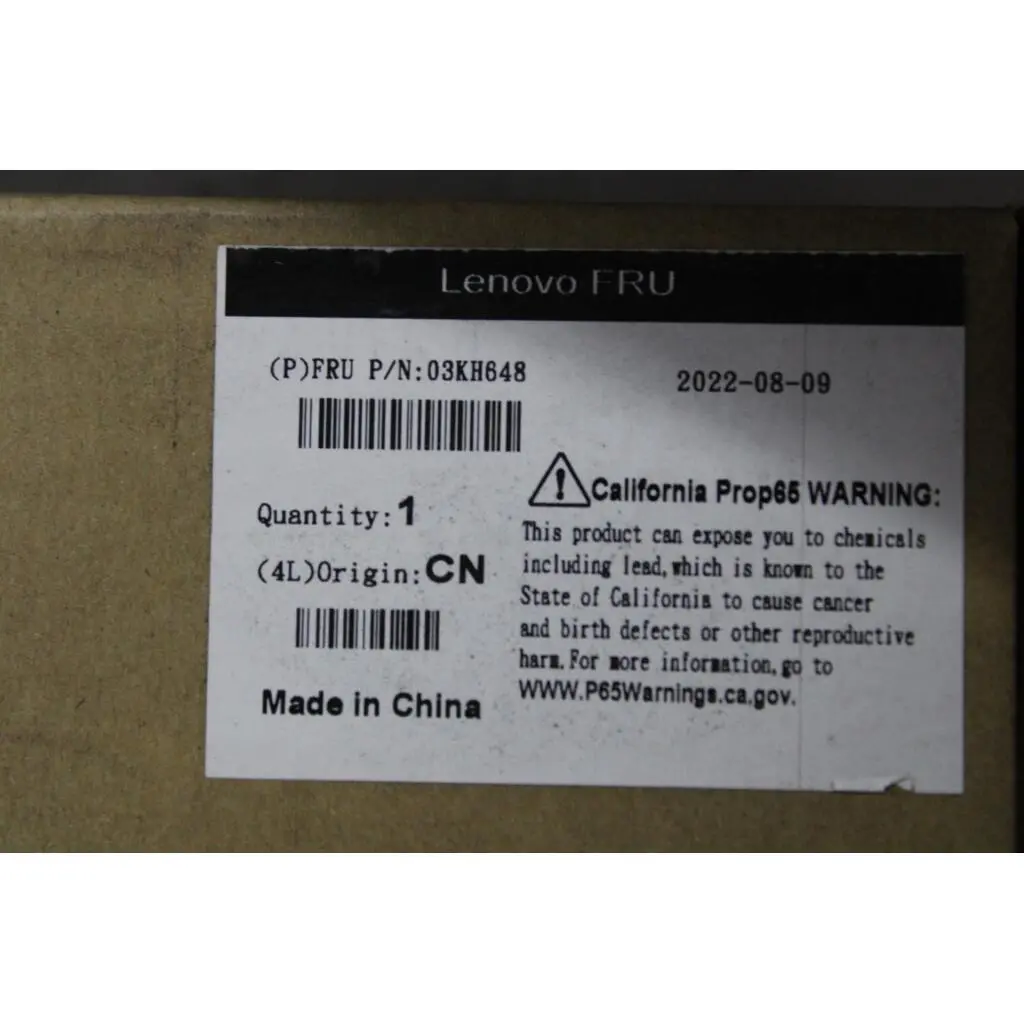 Lenovo FRU
(P)FRU P/N:03KH648
2022-08-09
Quantity:1
(4L)Origin:CN
Made in China
California Prop65 WARNING:
This product can expose you to chemicals
including lead,which is known to the
State of California to cause cancer
and birth defects or other reproductive
harm.For more information,go to
WWW.P65Warnings.ca.gov.